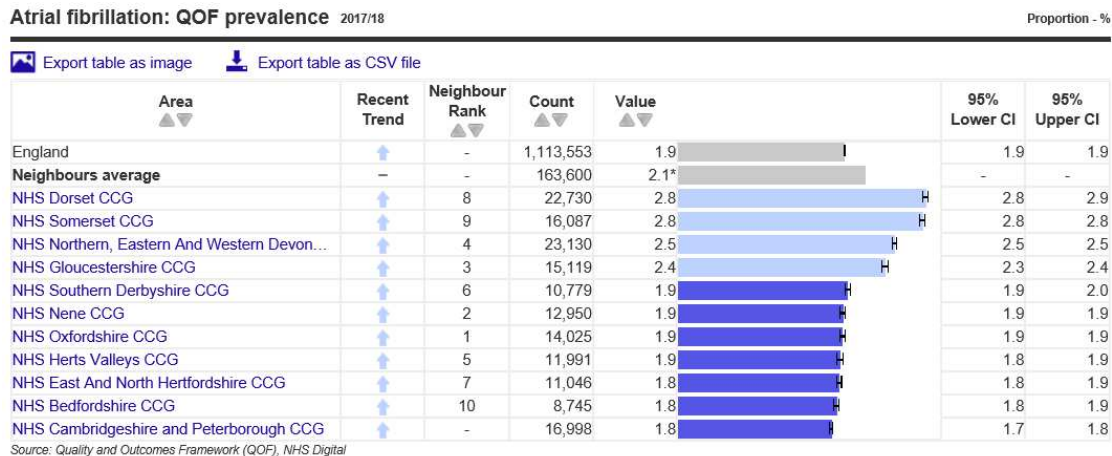 Atrial fibrillation: QOF prevalence 2017/18 Proportion - %
Export table as image Export table as CSV file
Area Recent Trend Neighbour Rank Count Value 95% Lower CI 95% Upper CI
England - 1,113,553 1.9 1.9 1.9
Neighbours average – - 163,600 2.1* - -
NHS Dorset CCG 8 22,730 2.8 2.8 2.9
NHS Somerset CCG 9 16,087 2.8 2.8 2.8
NHS Northern, Eastern And Western Devon... 4 23,130 2.5 2.5 2.5
NHS Gloucestershire CCG 3 15,119 2.4 2.3 2.4
NHS Southern Derbyshire CCG 6 10,779 1.9 1.9 2.0
NHS Nene CCG 2 12,950 1.9 1.9 1.9
NHS Oxfordshire CCG 1 14,025 1.9 1.9 1.9
NHS Herts Valleys CCG 5 11,991 1.9 1.8 1.9
NHS East And North Hertfordshire CCG 7 11,046 1.8 1.8 1.9
NHS Bedfordshire CCG 10 8,745 1.8 1.8 1.9
NHS Cambridgeshire and Peterborough CCG - 16,998 1.8 1.7 1.8
Source: Quality and Outcomes Framework (QOF), NHS Digital